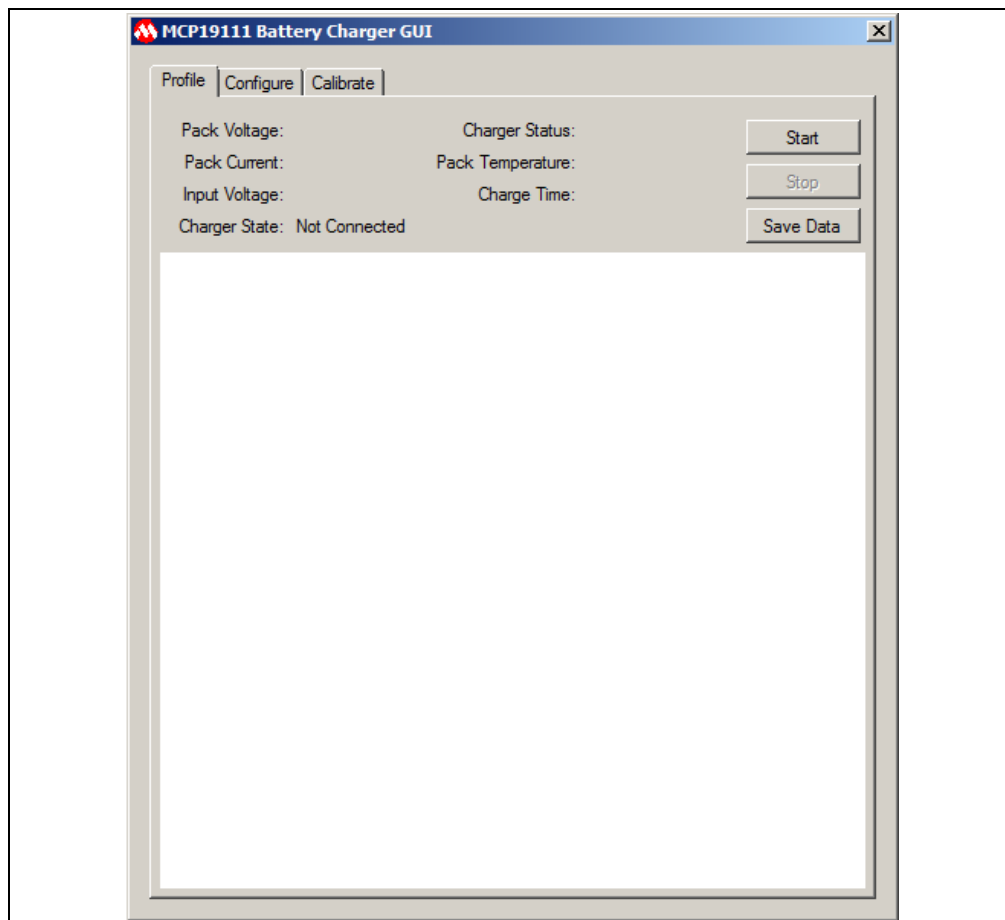 MCP19111 Battery Charger GUI
Profile Configure Calibrate
Pack Voltage: Charger Status: Start
Pack Current: Pack Temperature:
Stop
Input Voltage: Charge Time:
Charger State: Not Connected Save Data